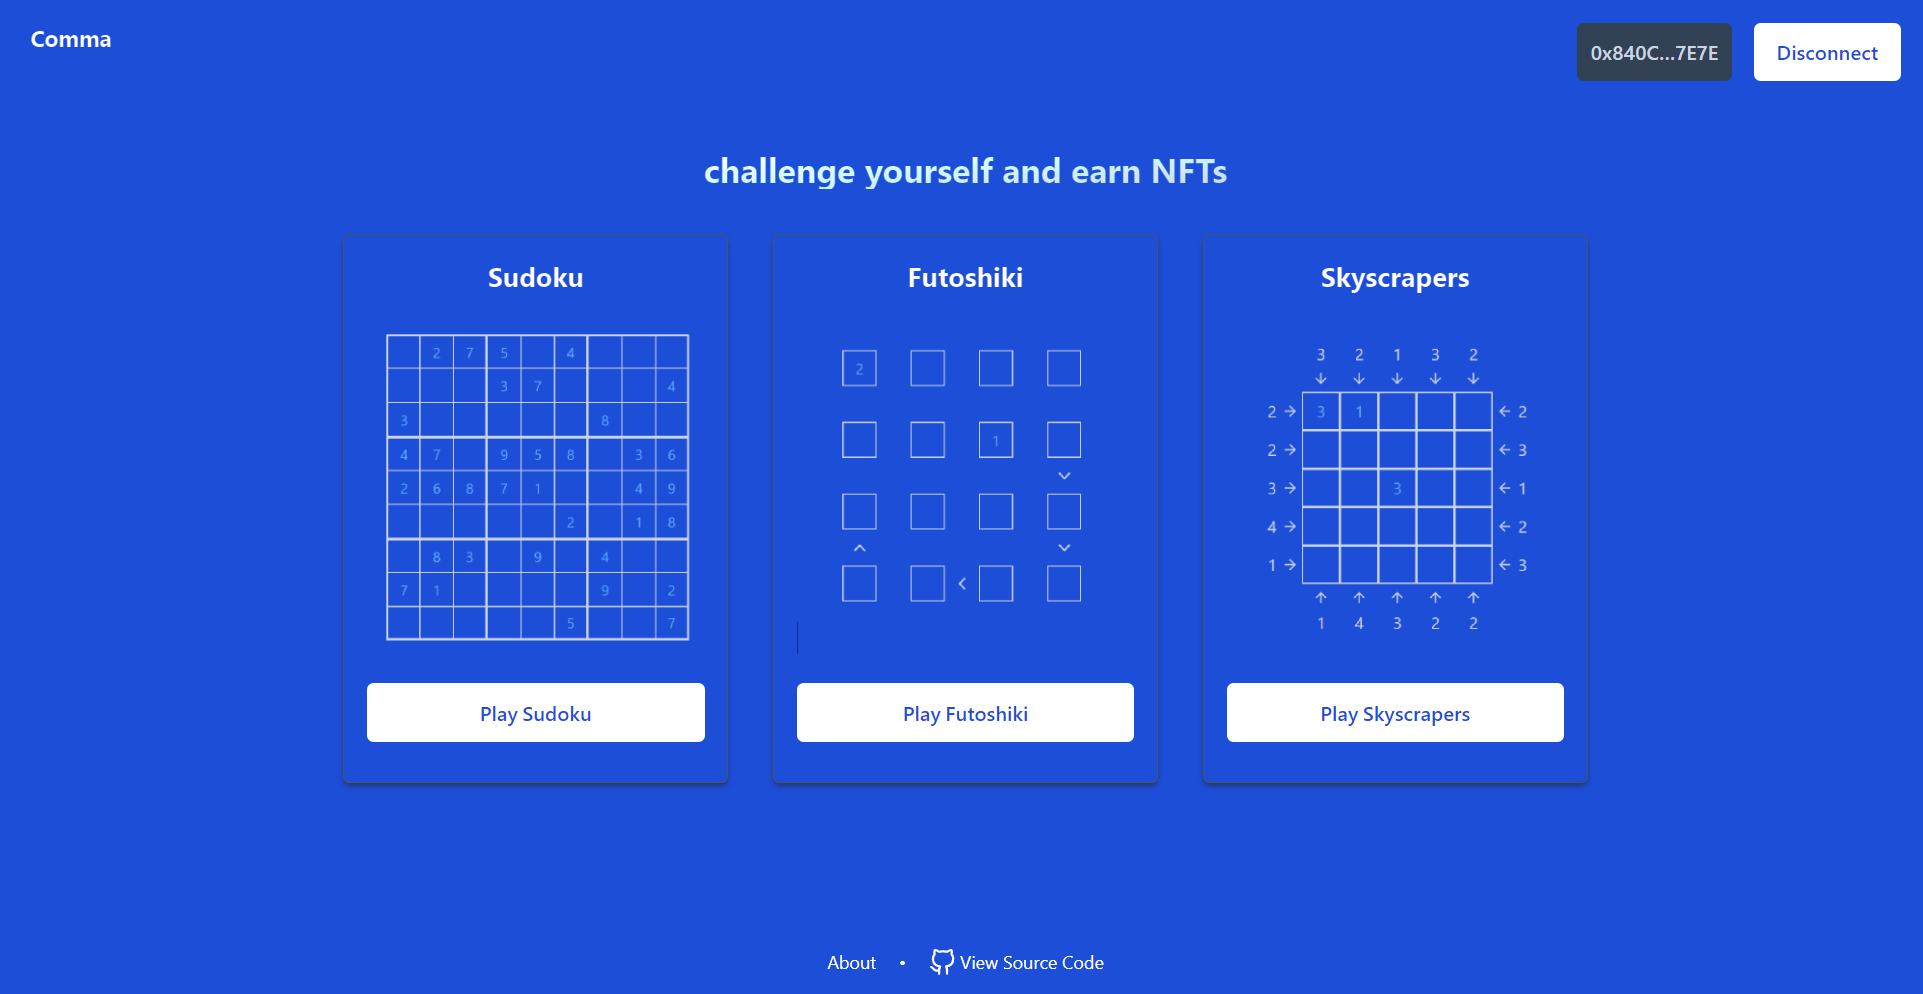 Comma
0x840C...7E7E
Disconnect
challenge yourself and earn NFTs
Sudoku
2 7 5 4
3 7 4
3 8
4 7 9 5 8 3 6
2 6 8 7 1 4 9
2 1 8
8 3 9 4
7 1 9 2
5 7
Play Sudoku
Futoshiki
2
1
Play Futoshiki
Skyscrapers
3 2 1 3 2
↓ ↓ ↓ ↓ ↓
2 → 3 1 ← 2
2 → ← 3
3 → 3 ← 1
4 → ← 2
1 → ← 3
↑ ↑ ↑ ↑ ↑
1 4 3 2 2
Play Skyscrapers
About • View Source Code